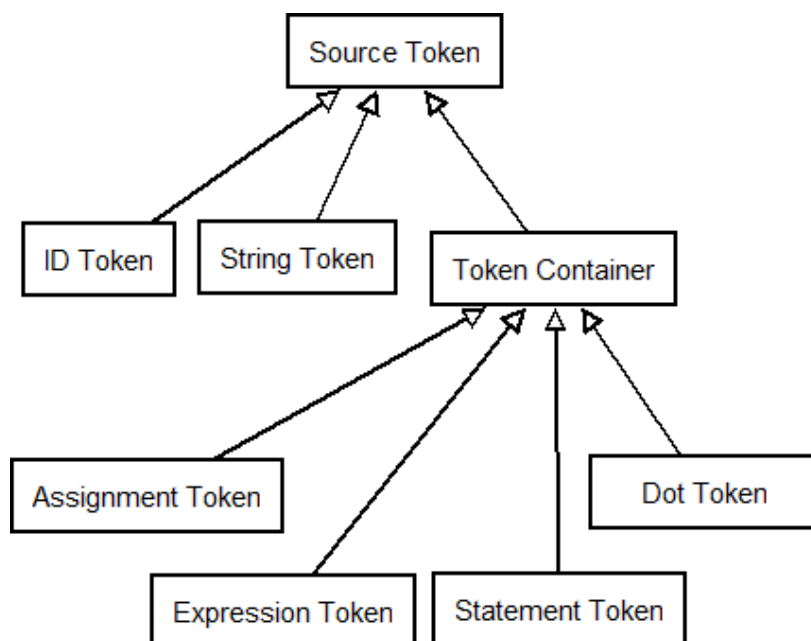 Source Token
ID Token
String Token
Token Container
Assignment Token
Dot Token
Expression Token
Statement Token